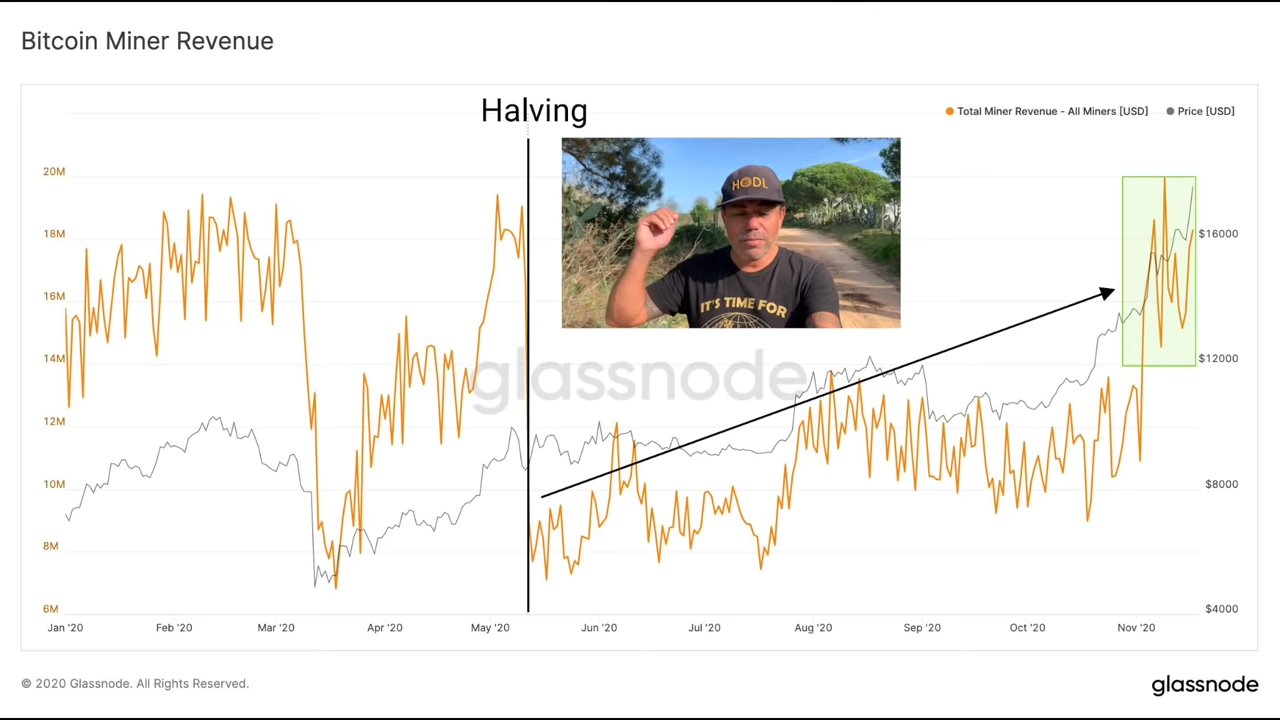 Bitcoin Miner Revenue
Halving
Total Miner Revenue - All Miners [USD]
Price [USD]
20M
18M
16M
14M
12M
10M
8M
6M
$16000
$12000
$8000
$4000
HODL
IT'S TIME FOR
glassnode
Jan '20
Feb '20
Mar '20
Apr '20
May '20
Jun '20
Jul '20
Aug '20
Sep '20
Oct '20
Nov '20
© 2020 Glassnode. All Rights Reserved.
glassnode